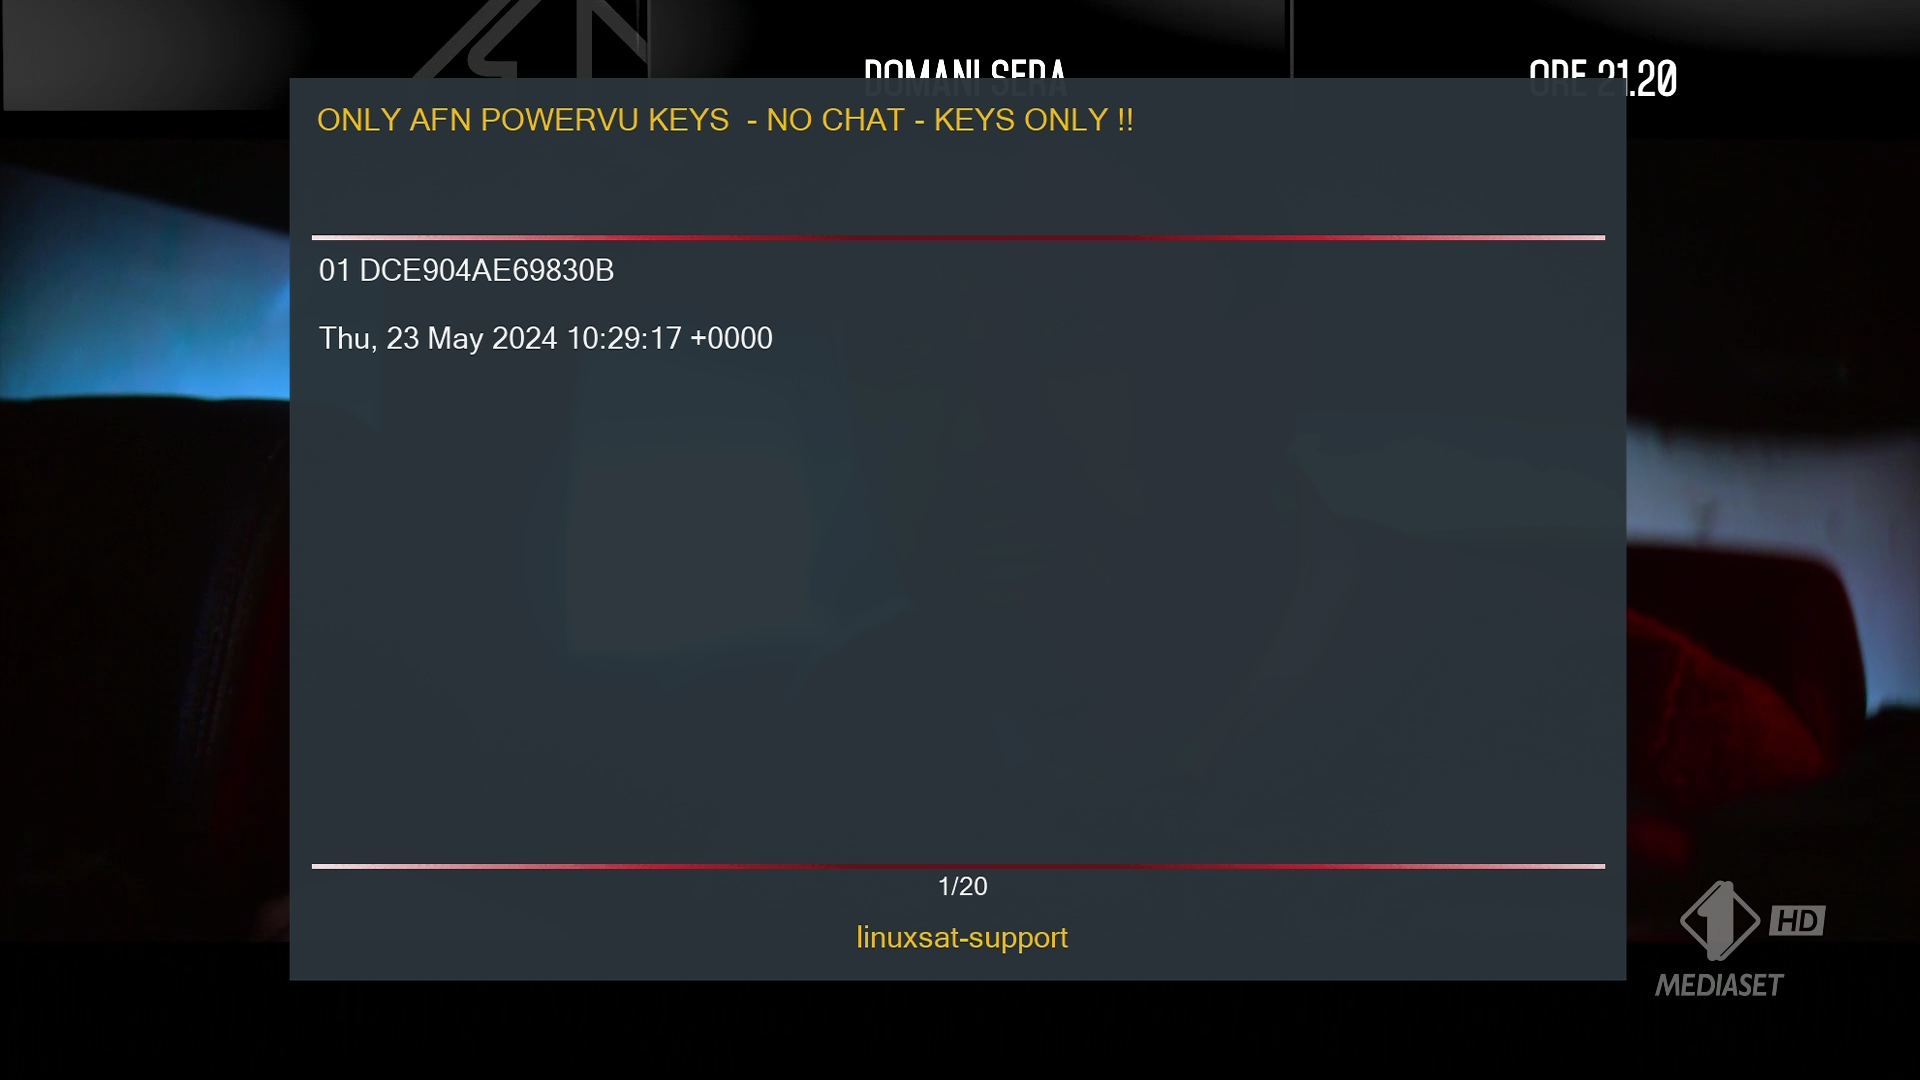 DOMANI SERA
ORE 21.20
ONLY AFN POWERVU KEYS  - NO CHAT - KEYS ONLY !!
01 DCE904AE69830B
Thu, 23 May 2024 10:29:17 +0000
1/20
linuxsat-support
1 HD
MEDIASET